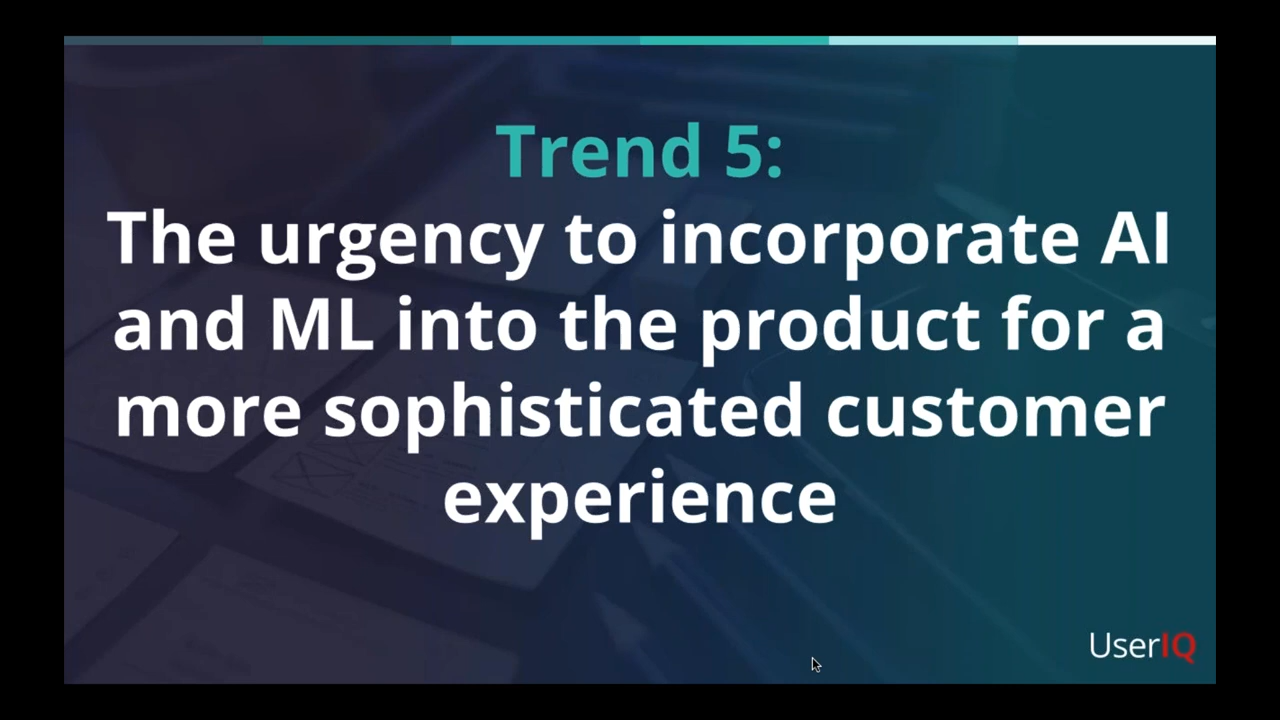 Trend 5:
The urgency to incorporate AI
and ML into the product for a
more sophisticated customer
experience
UserIQ